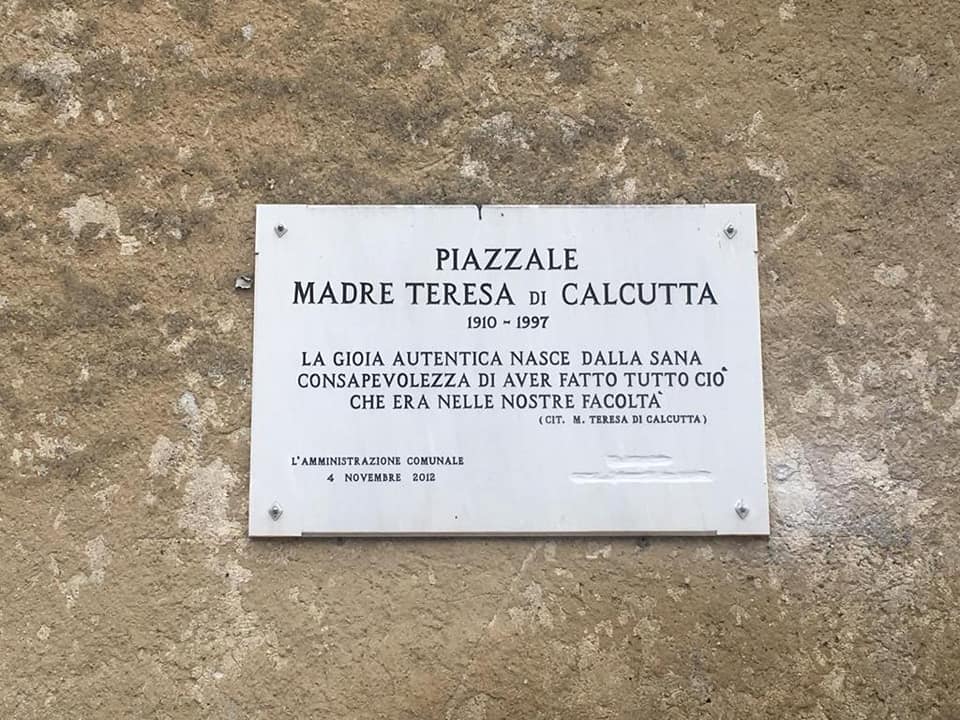 PIAZZALE
MADRE TERESA DI CALCUTTA
1910 - 1997
LA GIOIA AUTENTICA NASCE DALLA SANA
CONSAPEVOLEZZA DI AVER FATTO TUTTO CIO'
CHE ERA NELLE NOSTRE FACOLTA'
(CIT. M. TERESA DI CALCUTTA)
L'AMMINISTRAZIONE COMUNALE
4 NOVEMBRE 2012